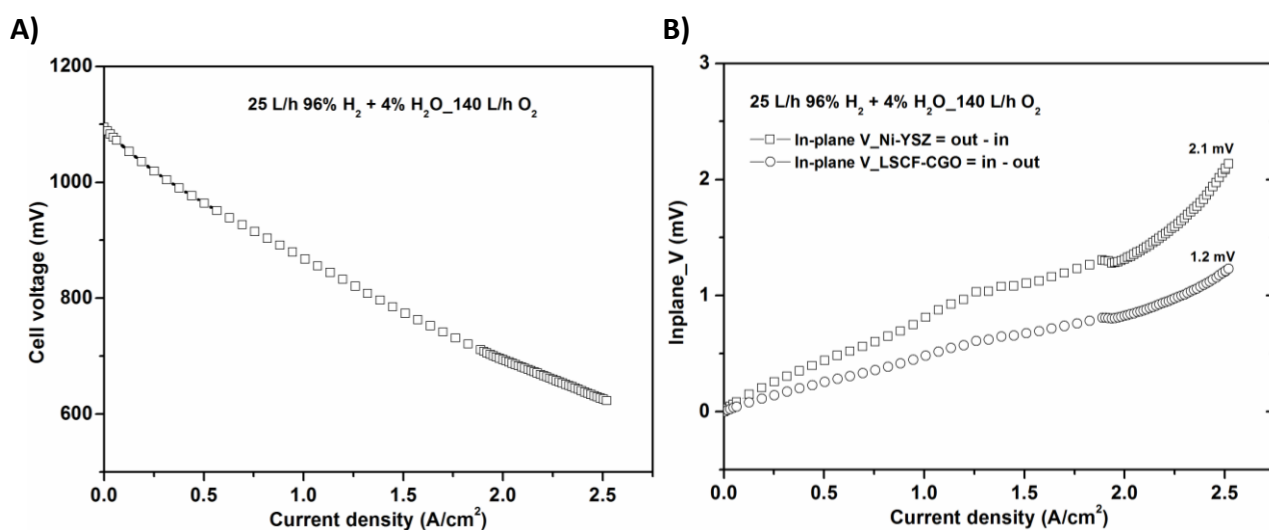 A)
1200
1000
800
600
0.0 0.5 1.0 1.5 2.0 2.5
Cell voltage (mV)
Current density (A/cm²)
25 L/h 96% H₂ + 4% H₂O_140 L/h O₂
B)
3
2
1
0
0.5 1.0 1.5 2.0 2.5
Inplane_V (mV)
Current density (A/cm²)
25 L/h 96% H₂ + 4% H₂O_140 L/h O₂
In-plane V_Ni-YSZ = out - in
In-plane V_LSCF-CGO = in - out
2.1 mV
1.2 mV